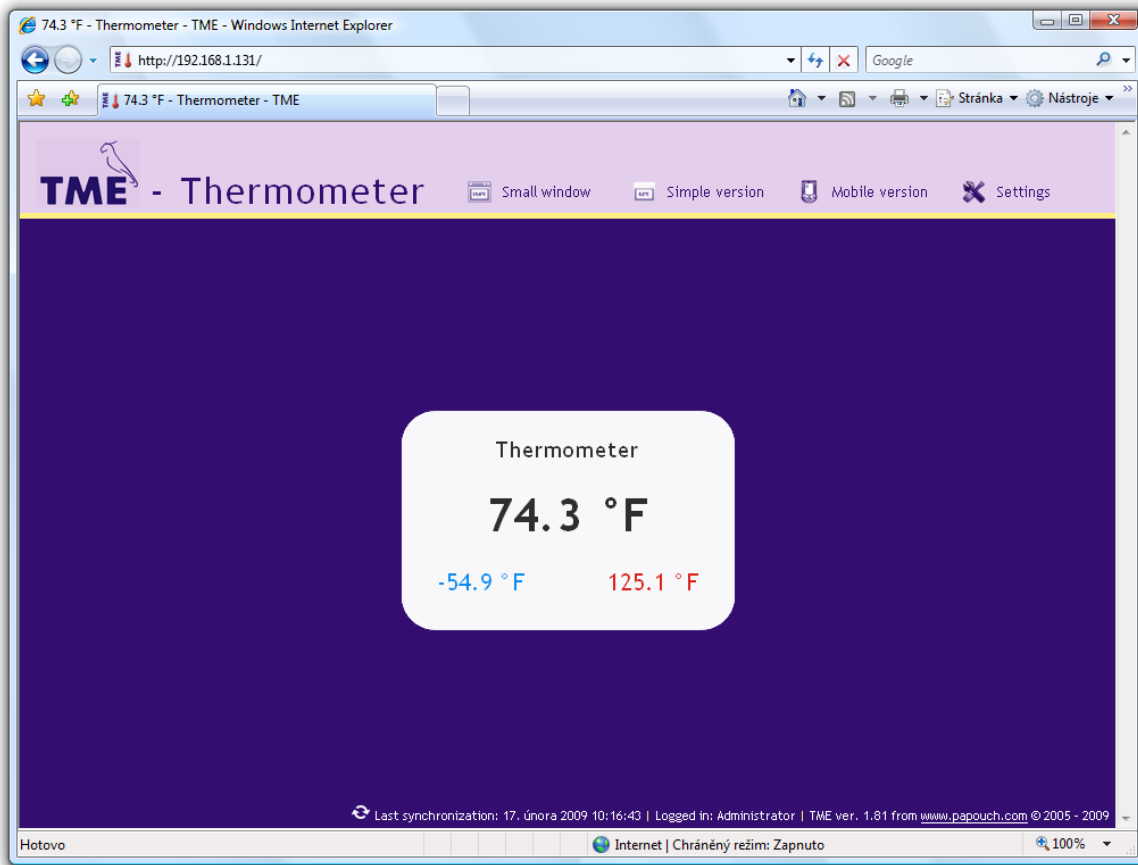 74.3 °F - Thermometer - TME - Windows Internet Explorer
http://192.168.1.131/
Google
74.3 °F - Thermometer - TME
Stránka
Nástroje
TME - Thermometer
Small window
Simple version
Mobile version
Settings
Thermometer
74.3 °F
-54.9 °F
125.1 °F
Last synchronization: 17. února 2009 10:16:43 | Logged in: Administrator | TME ver. 1.81 from www.papouch.com © 2005 - 2009
Hotovo
Internet | Chráněný režim: Zapnuto
100%